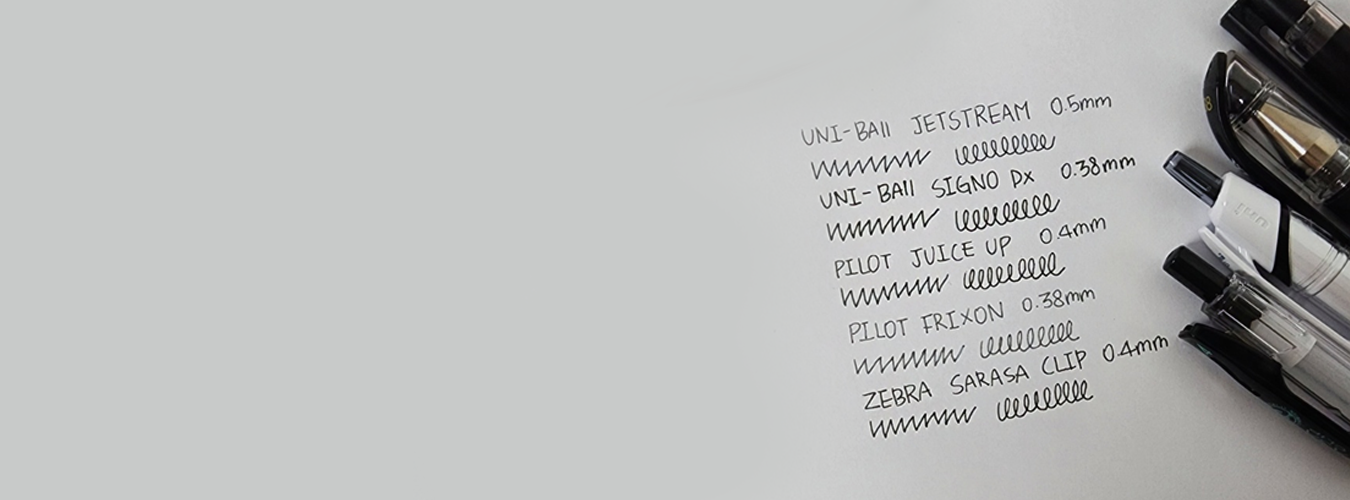 UNI-BAll JETSTREAM 0.5mm
UNI-BAll SIGNO DX 0.38mm
PILOT JUICE UP 0.4mm
PILOT FRIXON 0.38mm
ZEBRA SARASA CLIP 0.4mm